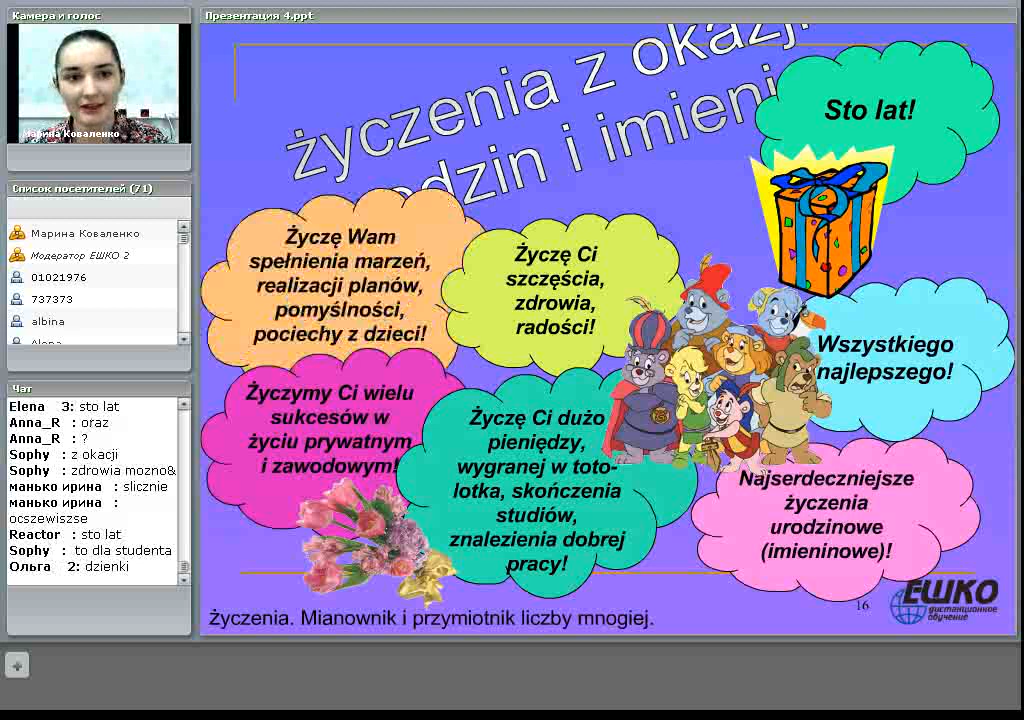 Камера и голос
Марина Коваленко
Список посетителей (71)
Марина Коваленко
Модератор ЕШКО 2
01021976
737373
albina
Alena
Чат
Elena 3: sto lat
Anna_R : oraz
Anna_R : ?
Sophy : z okacji
Sophy : zdrowia mozno&
манько ирина : slicznie
манько ирина :
ocszewiszse
Reactor : sto lat
Sophy : to dla studenta
Ольга 2: dzienki
Презентация 4.ppt
życzenia z okazji
odzin i imieni
Sto lat!
Życzę Wam
spełnienia marzeń,
realizacji planów,
pomyślności,
pociechy z dzieci!
Życzę Ci
szczęścia,
zdrowia,
radości!
Wszystkiego
najlepszego!
Życzymy Ci wielu
sukcesów w
życiu prywatnym
i zawodowym!
Życzę Ci dużo
pieniędzy,
wygranej w toto-
lotka, skończenia
studiów,
znalezienia dobrej
pracy!
Najserdeczniejsze
życzenia
urodzinowe
(imieninowe)!
16
ЕШКО
дистанционное
обучение
Życzenia. Mianownik i przymiotnik liczby mnogiej.